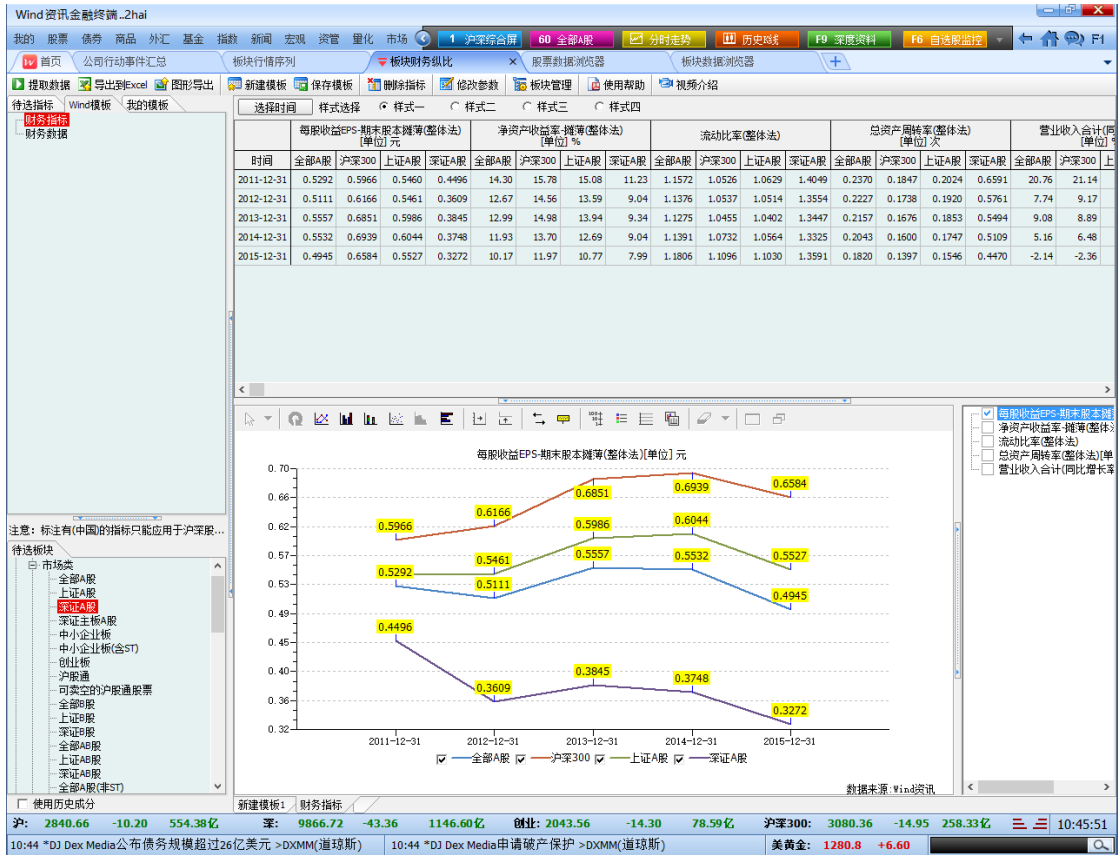 Wind资讯金融终端..2hai
我的 股票 债券 商品 外汇 基金 指数 新闻 宏观 资管 量化 市场 1 沪深综合屏 60 全部A股 分时走势 历史K线 F9 深度资料 F6 自选股监控 F1
首页 公司行动事件汇总 板块行情序列 板块财务纵比 × 股票数据浏览器 板块数据浏览器
提取数据 导出到Excel 图形导出 新建模板 保存模板 删除指标 修改参数 板块管理 使用帮助 视频介绍
待选指标 Wind模板 我的模板
财务指标
财务数据
选择时间 样式选择 样式一 样式二 样式三 样式四
每股收益EPS-期末股本摊薄(整体法) [单位] 元 净资产收益率-摊薄(整体法) [单位] % 流动比率(整体法) 总资产周转率(整体法) [单位] 次 营业收入合计(同 [单位] %
时间 全部A股 沪深300 上证A股 深证A股 全部A股 沪深300 上证A股 深证A股 全部A股 沪深300 上证A股 深证A股 全部A股 沪深300 上证A股 深证A股 全部A股 沪深300 上
2011-12-31 0.5292 0.5966 0.5460 0.4496 14.30 15.78 15.08 11.23 1.1572 1.0526 1.0629 1.4049 0.2370 0.1847 0.2024 0.6591 20.76 21.14
2012-12-31 0.5111 0.6166 0.5461 0.3609 12.67 14.56 13.59 9.04 1.1376 1.0537 1.0514 1.3554 0.2227 0.1738 0.1920 0.5761 7.74 9.17
2013-12-31 0.5557 0.6851 0.5986 0.3845 12.99 14.98 13.94 9.34 1.1275 1.0455 1.0402 1.3447 0.2157 0.1676 0.1853 0.5494 9.08 8.89
2014-12-31 0.5532 0.6939 0.6044 0.3748 11.93 13.70 12.69 9.04 1.1391 1.0732 1.0564 1.3325 0.2043 0.1600 0.1747 0.5109 5.16 6.48
2015-12-31 0.4945 0.6584 0.5527 0.3272 10.17 11.97 10.77 7.99 1.1806 1.1096 1.1030 1.3591 0.1820 0.1397 0.1546 0.4470 -2.14 -2.36
每股收益EPS-期末股本摊薄(整体法)[单位] 元
0.70
0.66
0.62
0.57
0.53
0.49
0.45
0.40
0.36
0.32
0.5966 0.6166 0.6851 0.6939 0.6584
0.5292 0.5461 0.5986 0.6044 0.5527
0.5111 0.5557 0.5532 0.4945
0.4496 0.3609 0.3845 0.3748 0.3272
2011-12-31 2012-12-31 2013-12-31 2014-12-31 2015-12-31
全部A股 沪深300 上证A股 深证A股
数据来源:Wind资讯
每股收益EPS-期末股本摊
净资产收益率-摊薄(整体法
流动比率(整体法)
总资产周转率(整体法)[单
营业收入合计(同比增长率
注意: 标注有(中国)的指标只能应用于沪深股...
待选板块
市场类
全部A股
上证A股
深证A股
深证主板A股
中小企业板
中小企业板(含ST)
创业板
沪股通
可卖空的沪股通股票
全部B股
上证B股
深证B股
全部AB股
上证AB股
深证AB股
全部A股(非ST)
使用历史成分
新建模板1 财务指标
沪: 2840.66 -10.20 554.38亿 深: 9866.72 -43.36 1146.60亿 创业: 2043.56 -14.30 78.59亿 沪深300: 3080.36 -14.95 258.33亿 10:45:51
10:44 *DJ Dex Media公布债务规模超过26亿美元 >DXMM(道琼斯) 10:44 *DJ Dex Media申请破产保护 >DXMM(道琼斯) 美黄金: 1280.8 +6.60